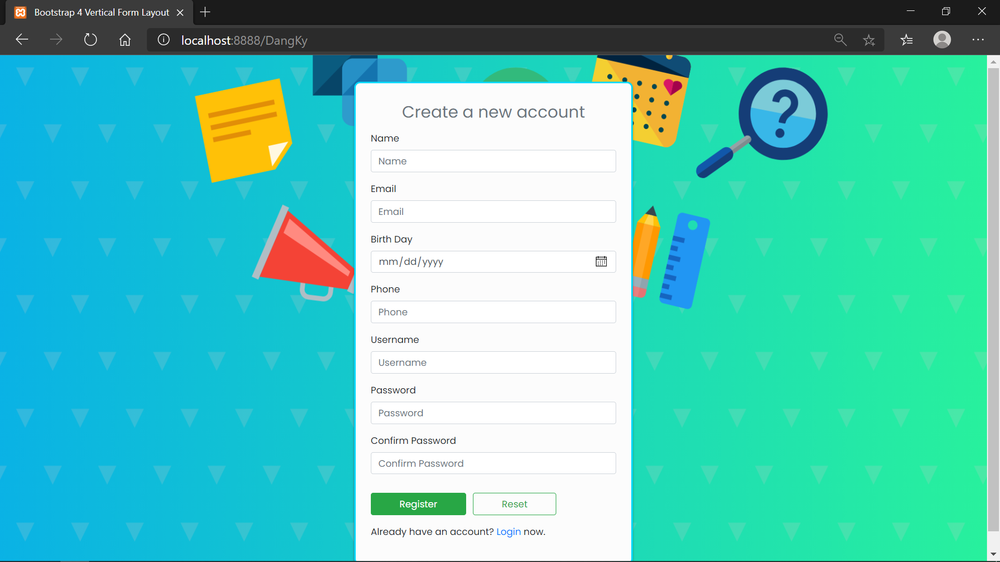 Bootstrap 4 Vertical Form Layout
localhost:8888/DangKy
Create a new account
Name
Name
Email
Email
Birth Day
mm/dd/yyyy
Phone
Phone
Username
Username
Password
Password
Confirm Password
Confirm Password
Register Reset
Already have an account? Login now.